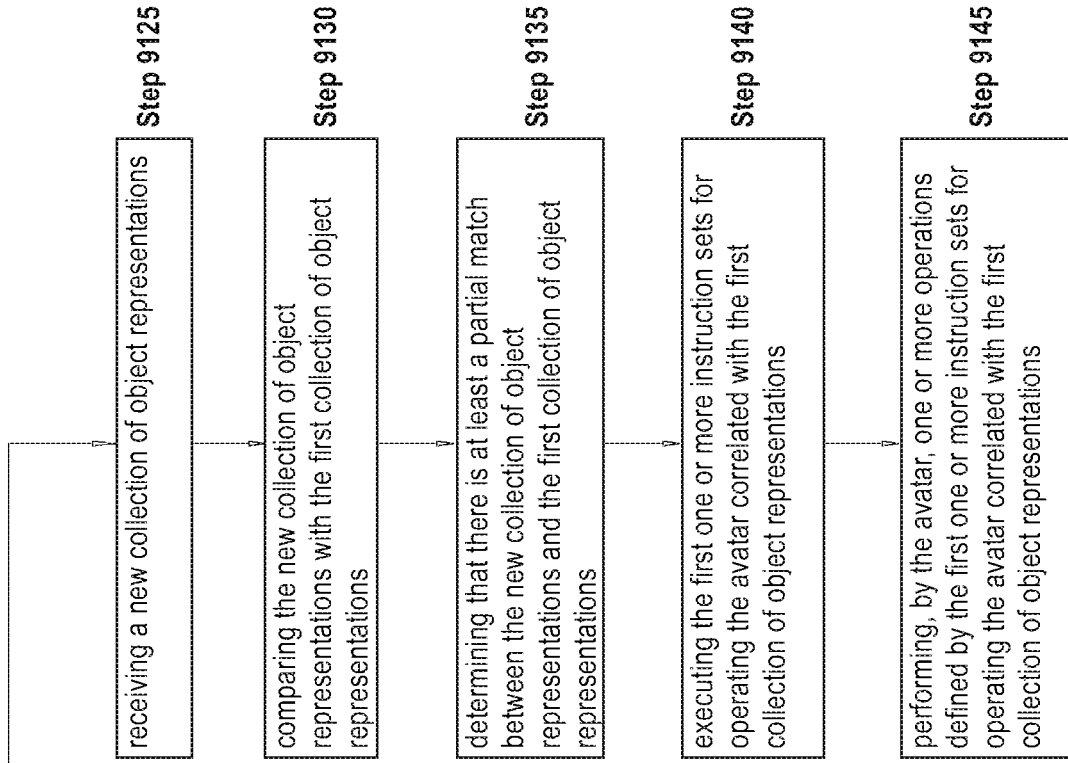 receiving a new collection of object representations
Step 9125
comparing the new collection of object
representations with the first collection of object
representations
Step 9130
determining that there is at least a partial match
between the new collection of object
representations and the first collection of object
representations
Step 9135
executing the first one or more instruction sets for
operating the avatar correlated with the first
collection of object representations
Step 9140
performing, by the avatar, one or more operations
defined by the first one or more instruction sets for
operating the avatar correlated with the first
collection of object representations
Step 9145